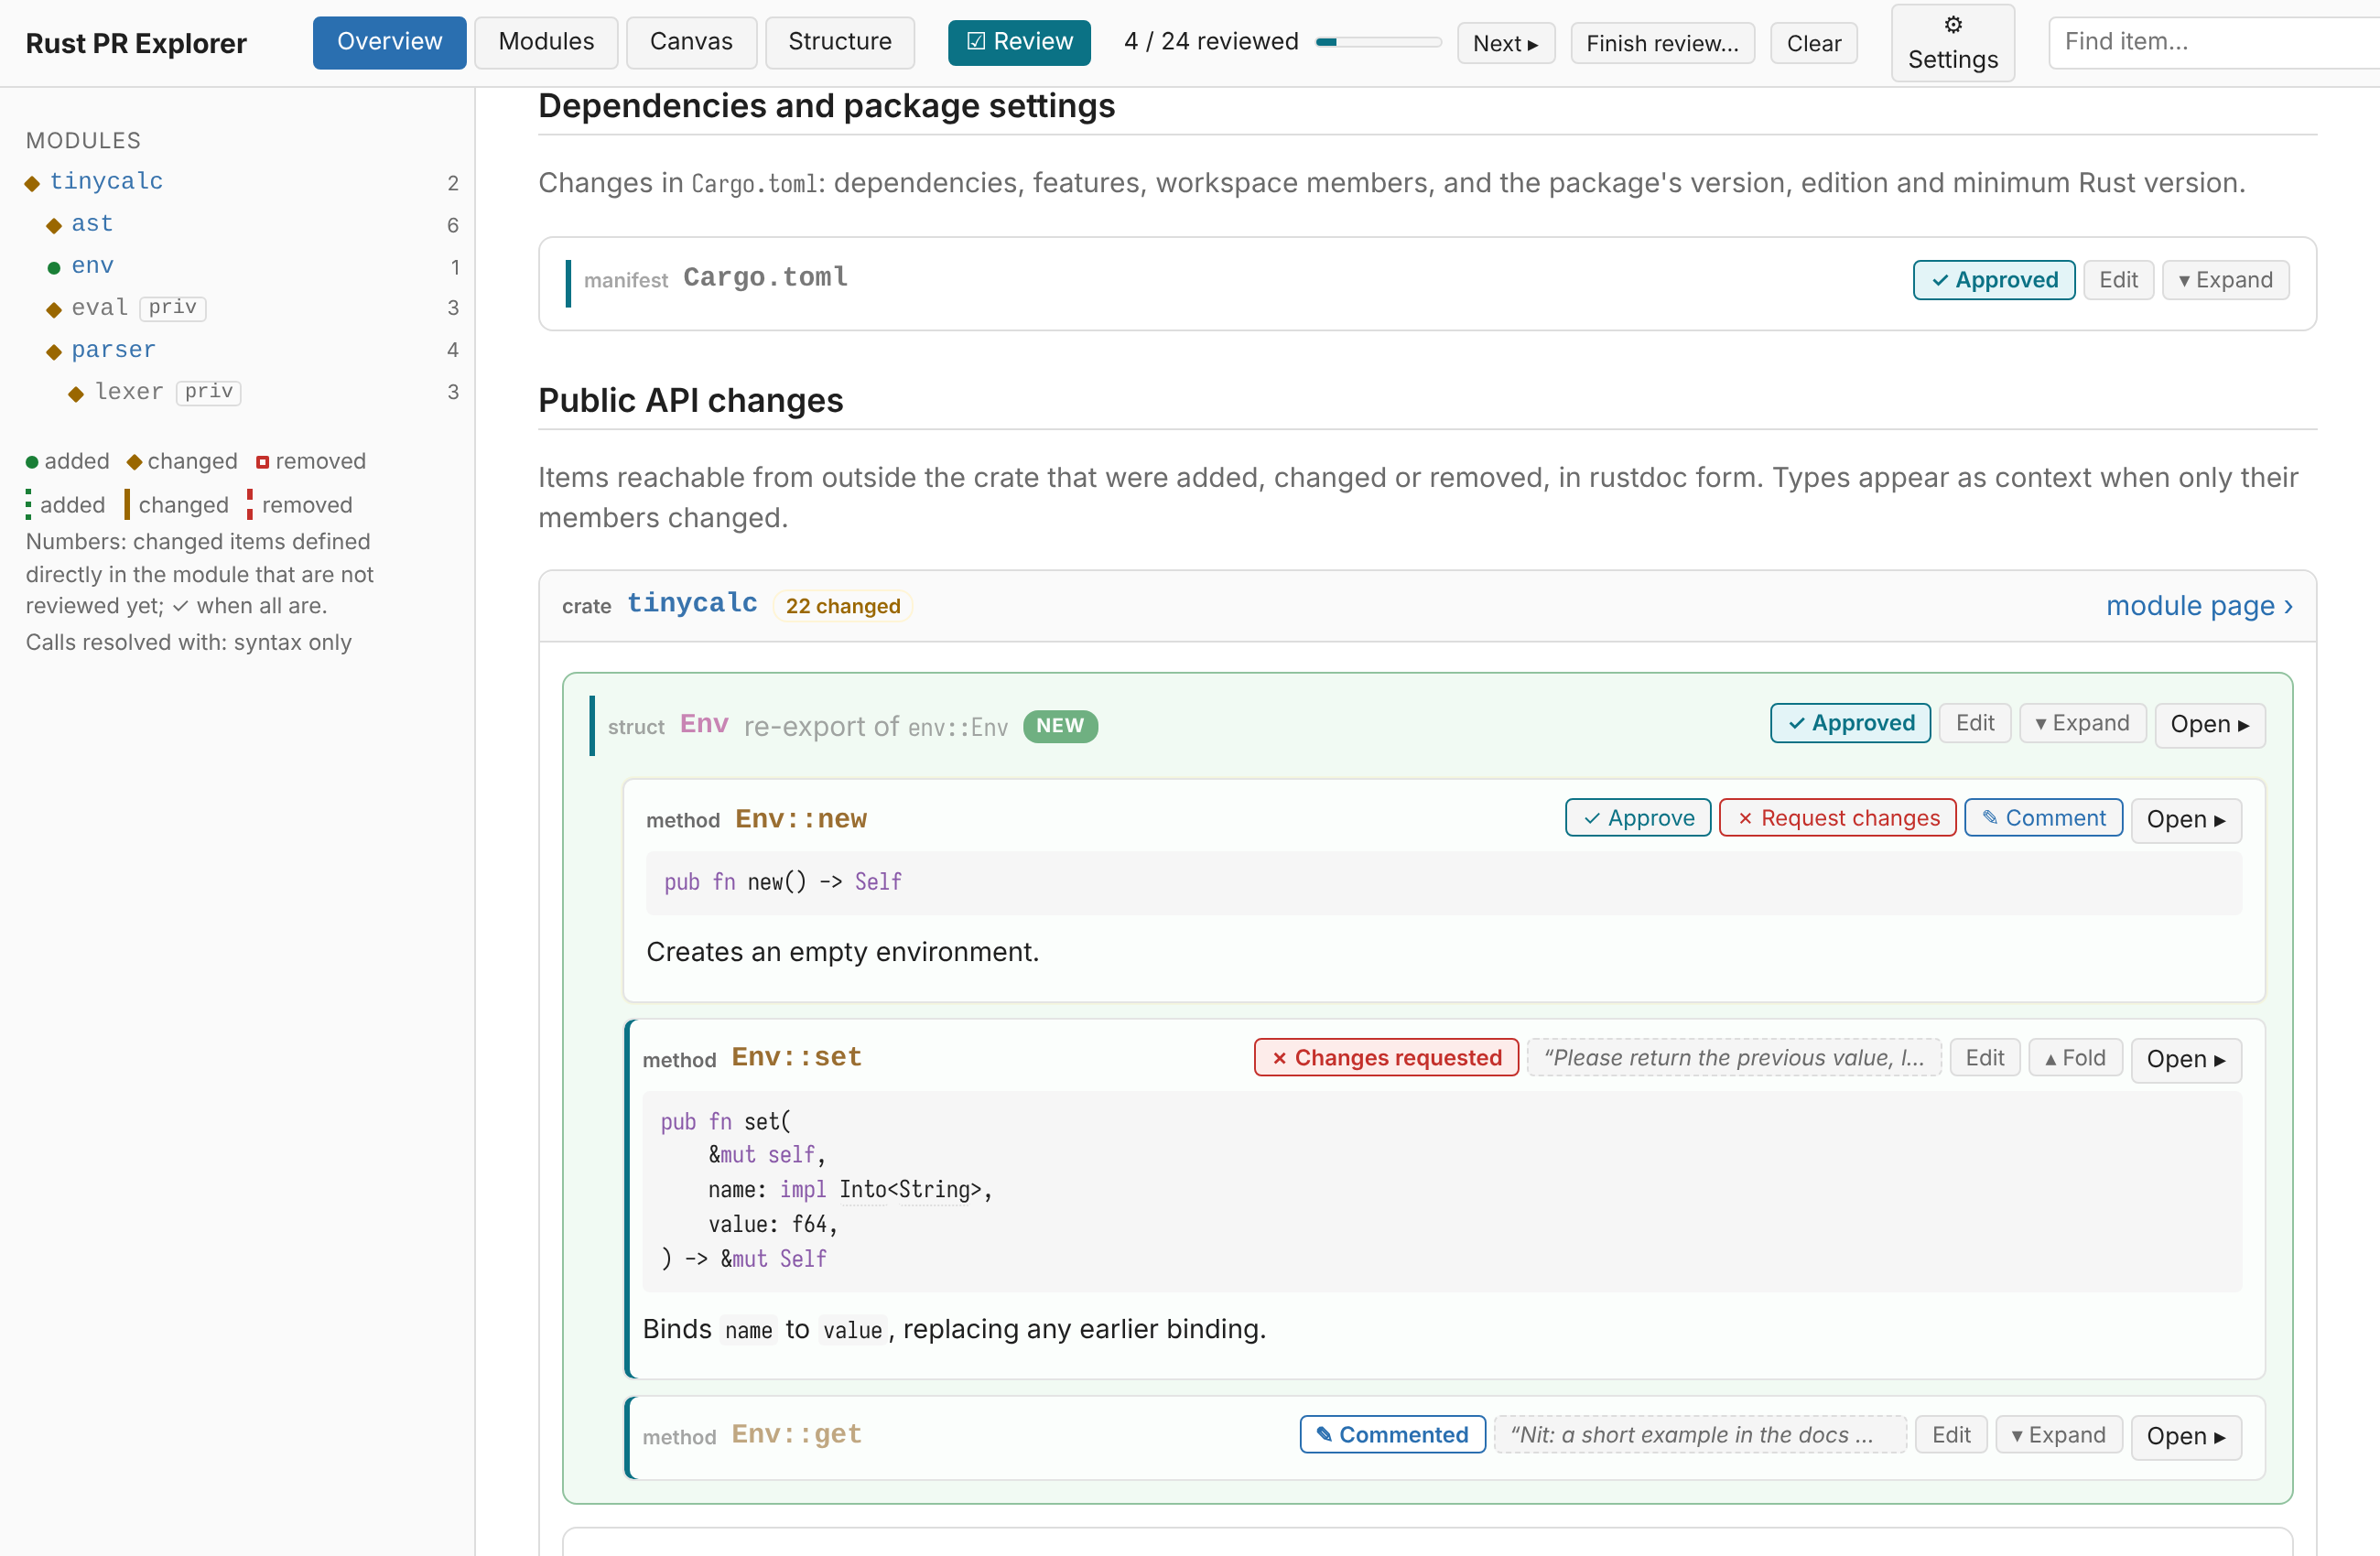 Rust PR Explorer
Overview
Modules
Canvas
Structure
☑ Review
4 / 24 reviewed
Next ▸
Finish review...
Clear
⚙
Settings
Find item...
MODULES
tinycalc 2
ast 6
env 1
eval priv 3
parser 4
lexer priv 3
added changed removed
added changed removed
Numbers: changed items defined
directly in the module that are not
reviewed yet; ✓ when all are.
Calls resolved with: syntax only
Dependencies and package settings
Changes in Cargo.toml: dependencies, features, workspace members, and the package's version, edition and minimum Rust version.
manifest Cargo.toml
✓ Approved
Edit
▾ Expand
Public API changes
Items reachable from outside the crate that were added, changed or removed, in rustdoc form. Types appear as context when only their
members changed.
crate tinycalc 22 changed
module page ›
struct Env re-export of env::Env NEW
✓ Approved
Edit
▾ Expand
Open ▸
method Env::new
✓ Approve
× Request changes
✎ Comment
Open ▸
pub fn new() -> Self
Creates an empty environment.
method Env::set
× Changes requested
“Please return the previous value, l...
Edit
▴ Fold
Open ▸
pub fn set(
    &mut self,
    name: impl Into<String>,
    value: f64,
) -> &mut Self
Binds name to value, replacing any earlier binding.
method Env::get
✎ Commented
“Nit: a short example in the docs ...
Edit
▾ Expand
Open ▸